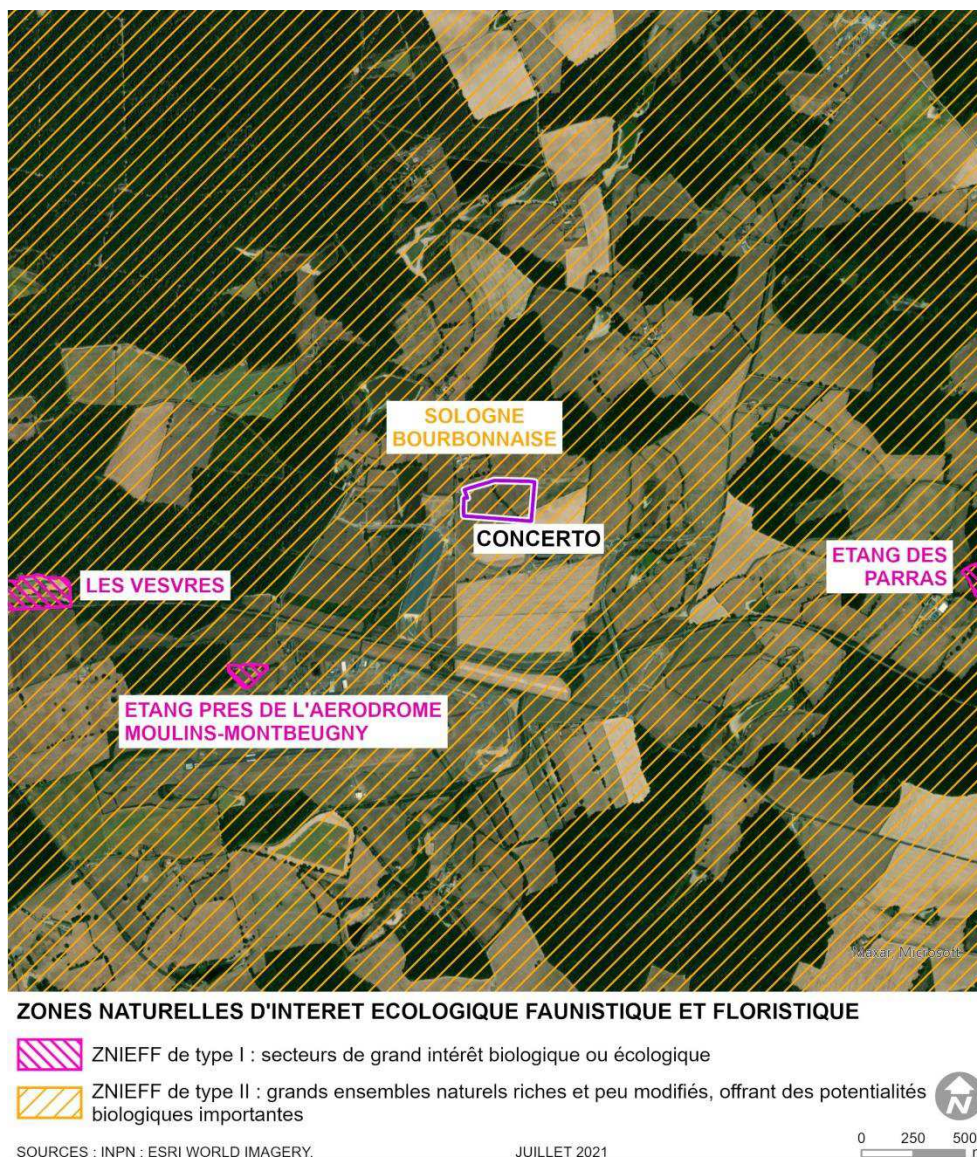 SOLOGNE
BOURBONNAISE
CONCERTO
LES VESVRES
ETANG DES
PARRAS
ETANG PRES DE L'AERODROME
MOULINS-MONTBEUGNY
Maxar, Microsoft
ZONES NATURELLES D'INTERET ECOLOGIQUE FAUNISTIQUE ET FLORISTIQUE
ZNIEFF de type I : secteurs de grand intérêt biologique ou écologique
ZNIEFF de type II : grands ensembles naturels riches et peu modifiés, offrant des potentialités
biologiques importantes
N
SOURCES : INPN ; ESRI WORLD IMAGERY.
JUILLET 2021
0 250 500